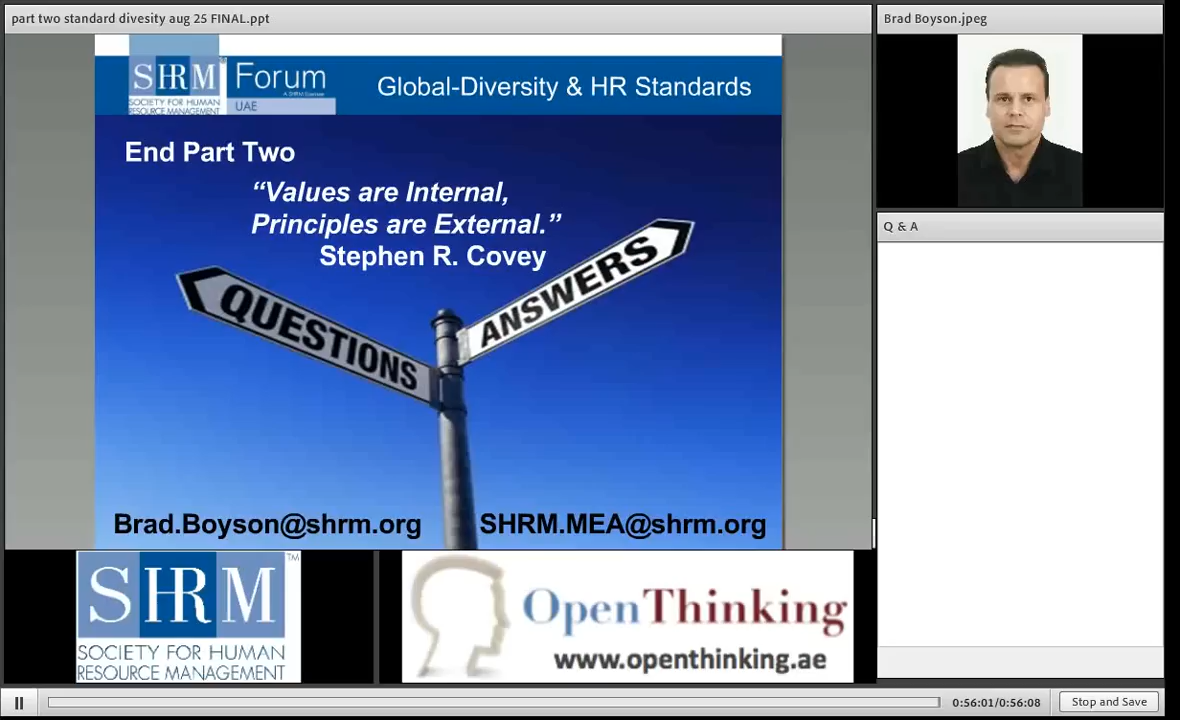 part two standard divesity aug 25 FINAL.ppt
Brad Boyson.jpeg
SHRM
SOCIETY FOR HUMAN
RESOURCE MANAGEMENT
Forum
UAE
Global-Diversity & HR Standards
End Part Two
“Values are Internal,
Principles are External.”
Stephen R. Covey
QUESTIONS
ANSWERS
Brad.Boyson@shrm.org
SHRM.MEA@shrm.org
Q & A
SHRM™
SOCIETY FOR HUMAN
RESOURCE MANAGEMENT
OpenThinking
www.openthinking.ae
0:56:01/0:56:08
Stop and Save